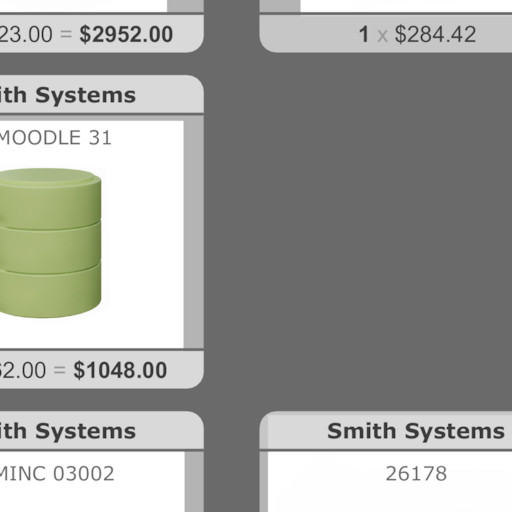 23.00 = $2952.00
1 x $284.42
ith Systems
MOODLE 31
62.00 = $1048.00
ith Systems
Smith Systems
MINC 03002
26178